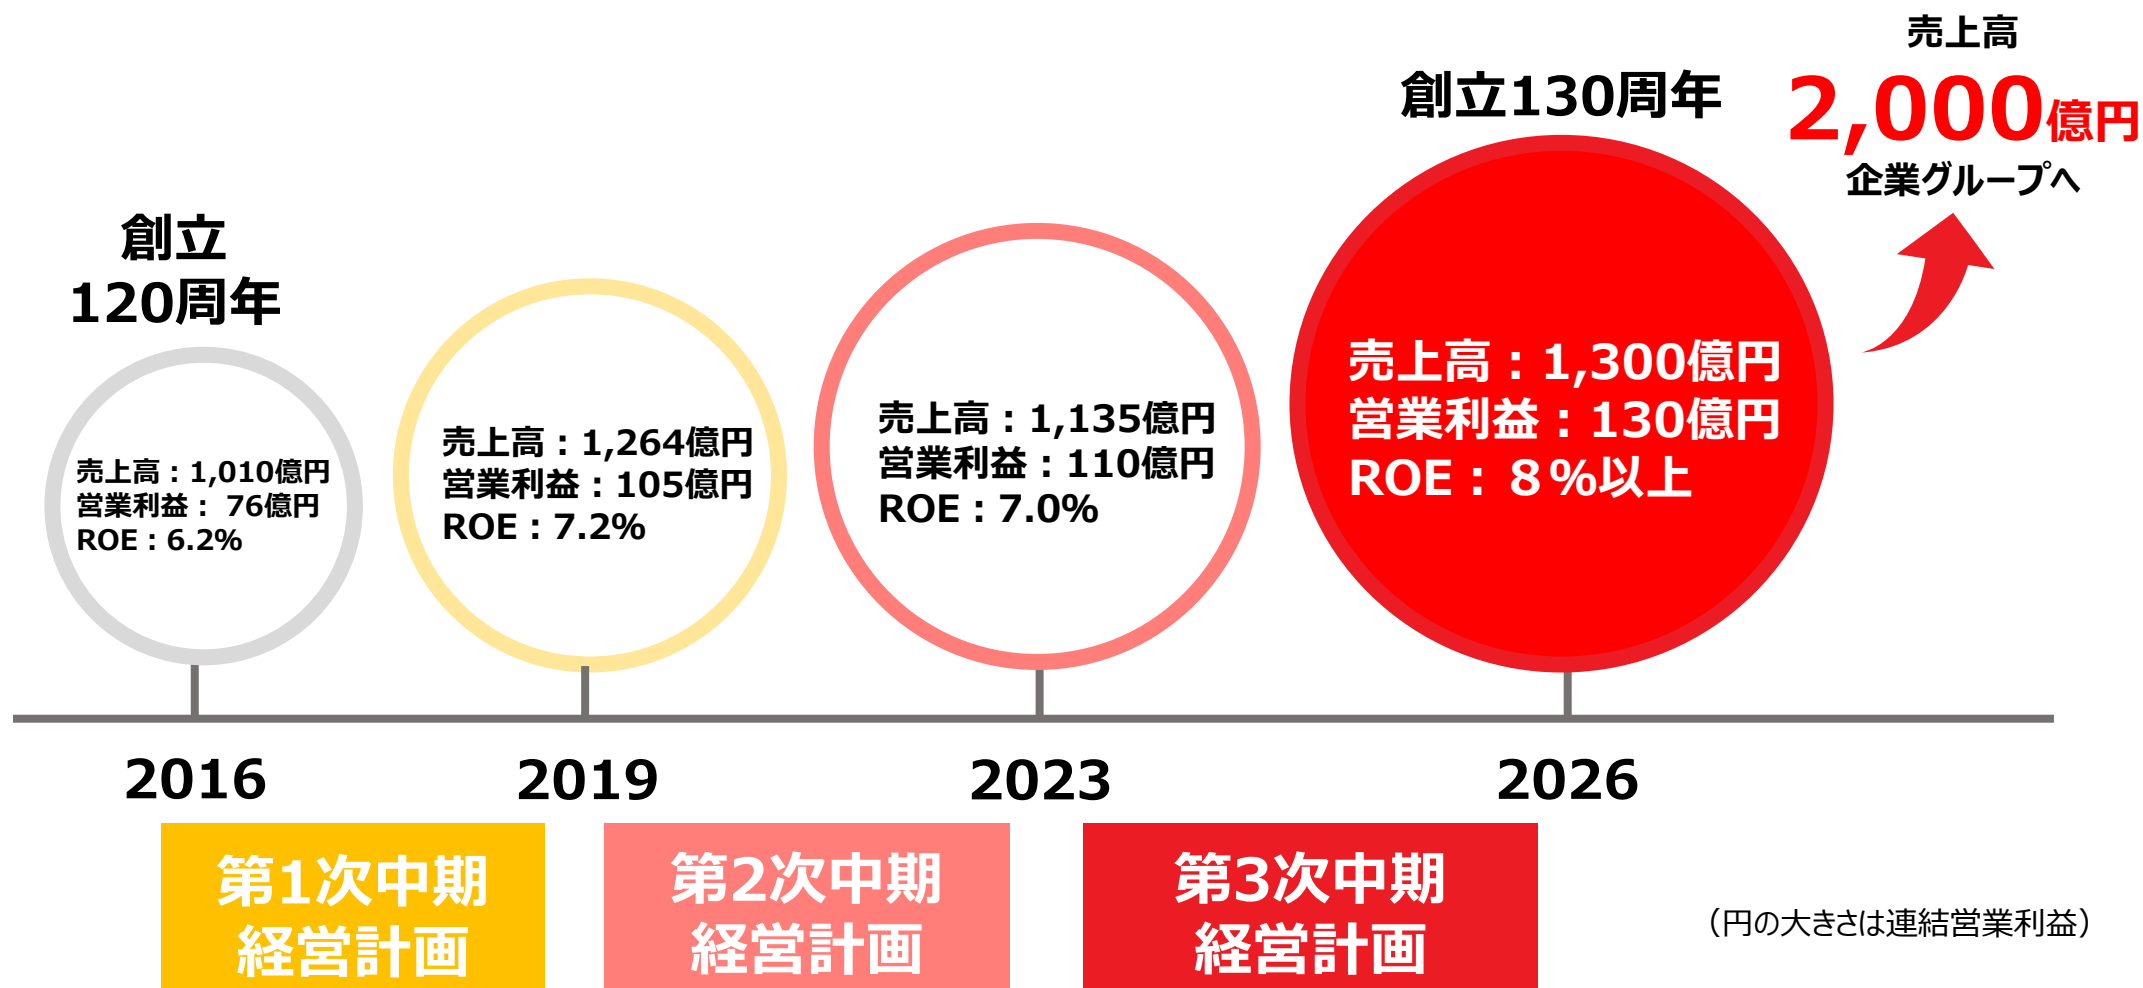 創立
120周年
売上高：1,010億円
営業利益： 76億円
ROE：6.2%
売上高：1,264億円
営業利益：105億円
ROE：7.2%
売上高：1,135億円
営業利益：110億円
ROE：7.0%
創立130周年
売上高：1,300億円
営業利益：130億円
ROE：８%以上
売上高
2,000億円
企業グループへ
2016
2019
2023
2026
第1次中期
経営計画
第2次中期
経営計画
第3次中期
経営計画
（円の大きさは連結営業利益）